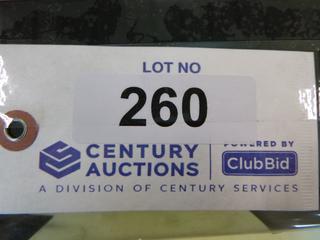 LOT NO
260
CENTURY AUCTIONS
POWERED BY
ClubBid
A DIVISION OF CENTURY SERVICES